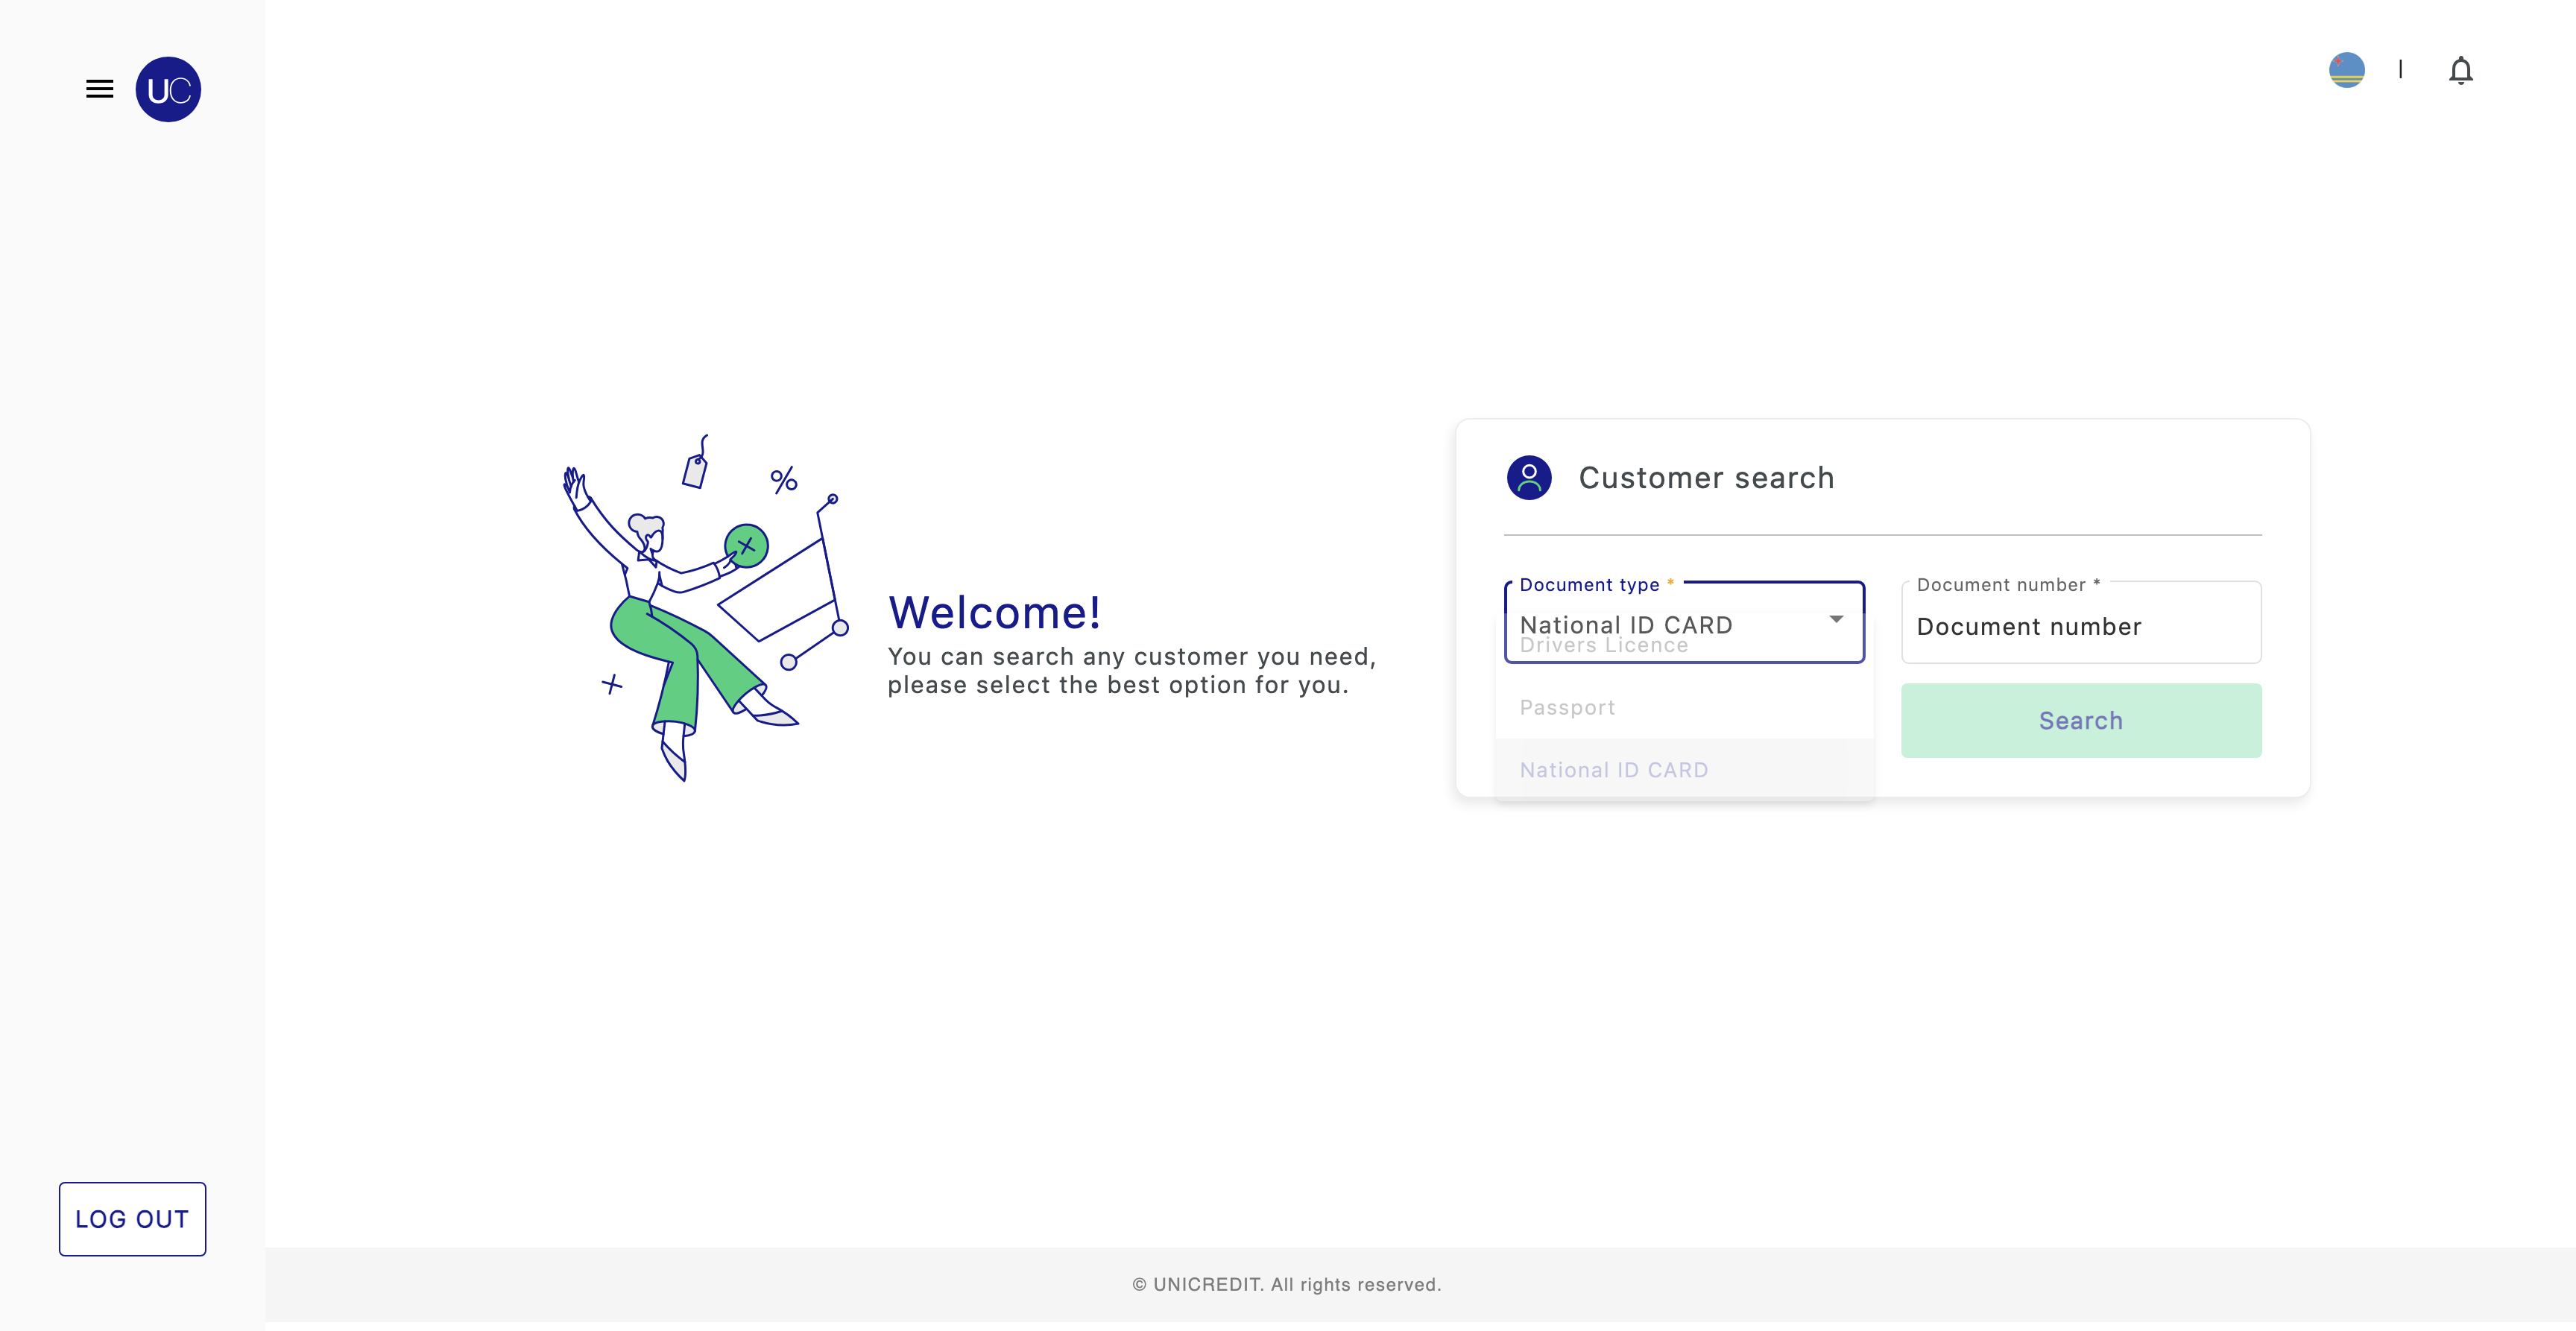 UC
Customer search
Document type *
Document number *
National ID CARD
Document number
Drivers Licence
Welcome!
You can search any customer you need,
please select the best option for you.
Passport
Search
National ID CARD
LOG OUT
© UNICREDIT. All rights reserved.